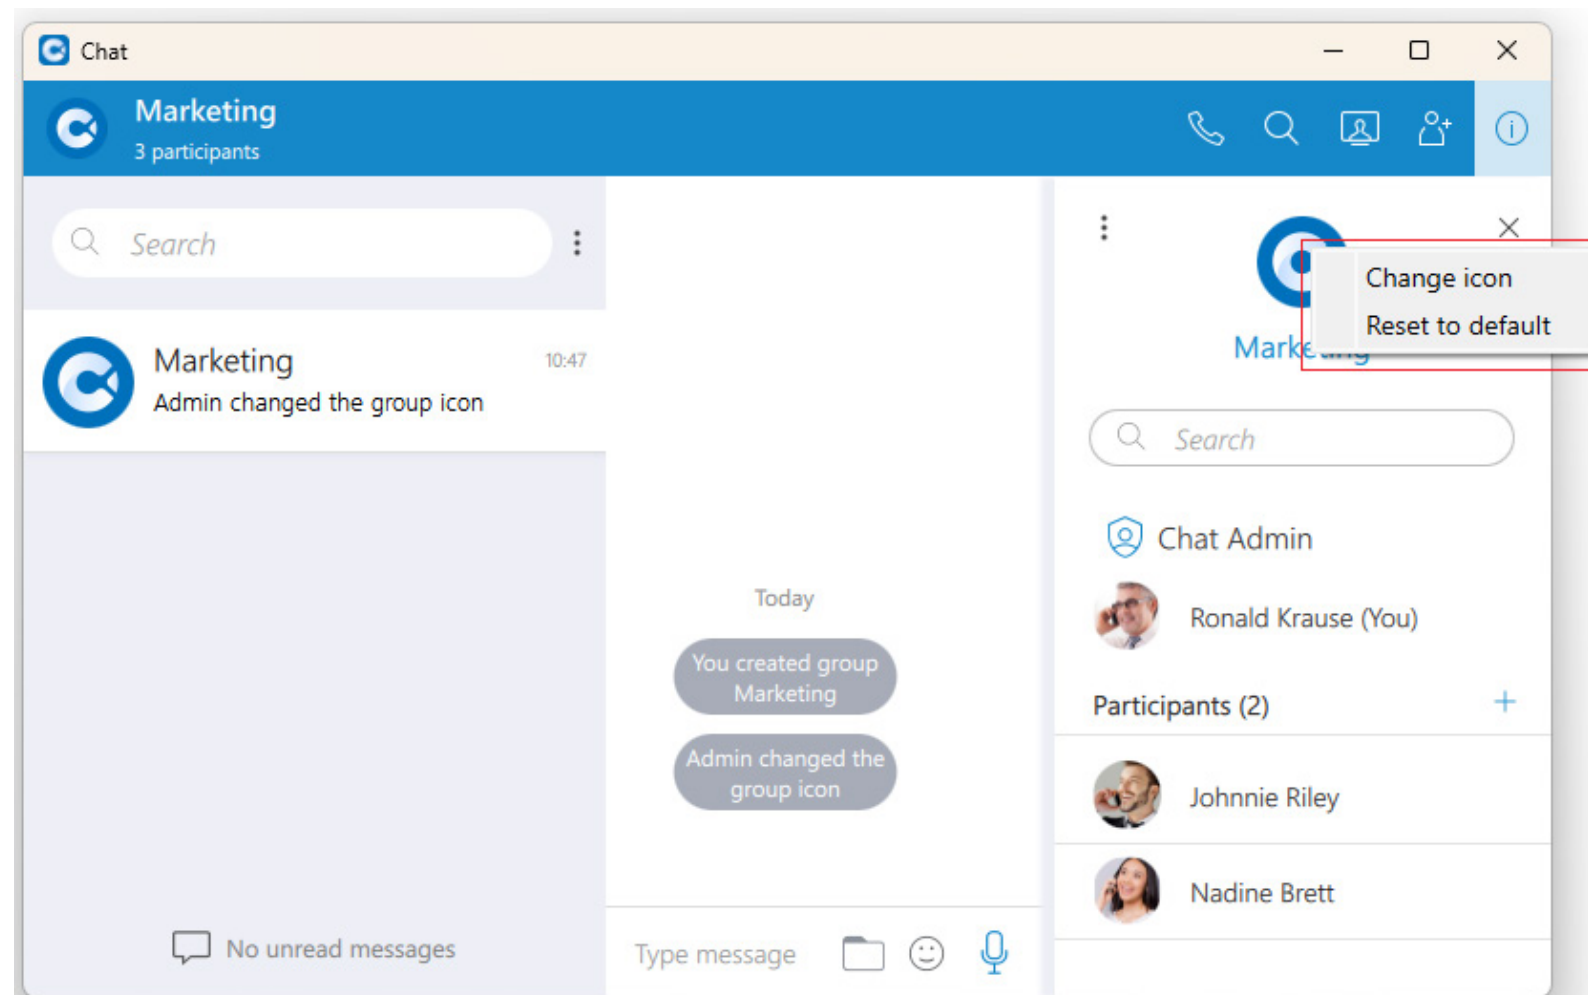 Chat
Marketing
3 participants
Search
Marketing
10:47
Admin changed the group icon
No unread messages
Today
You created group
Marketing
Admin changed the
group icon
Type message
Change icon
Reset to default
Marketing
Search
Chat Admin
Ronald Krause (You)
Participants (2)
Johnnie Riley
Nadine Brett